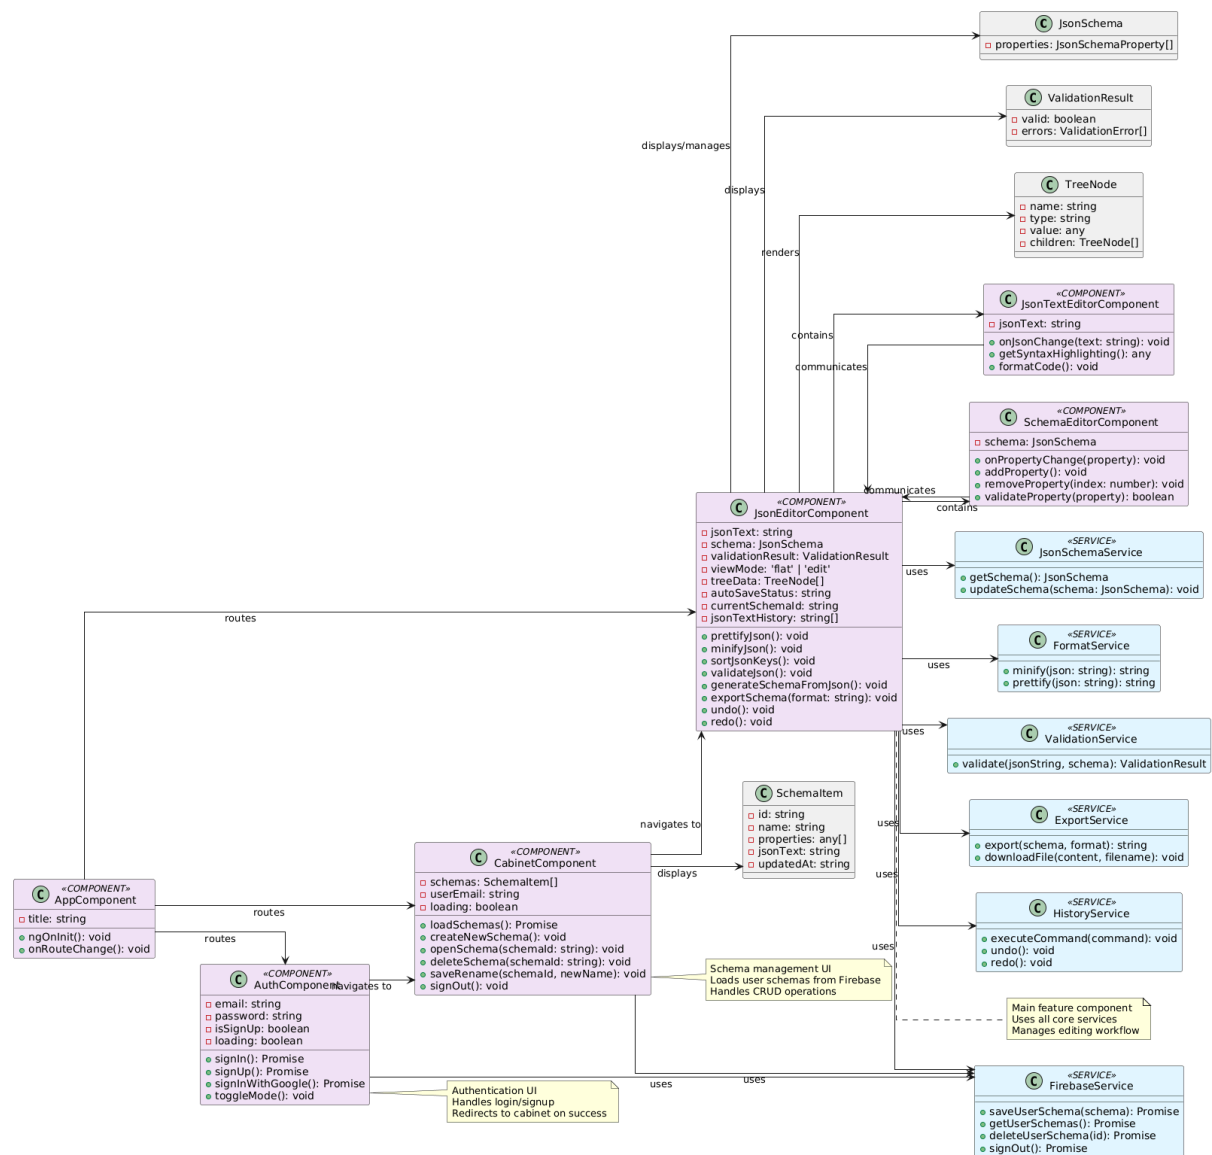 C JsonSchema
properties: JsonSchemaProperty[]
C ValidationResult
valid: boolean
errors: ValidationError[]
displays/manages
displays
C TreeNode
name: string
type: string
value: any
children: TreeNode[]
renders
«COMPONENT»
C JsonTextEditorComponent
jsonText: string
onJsonChange(text: string): void
getSyntaxHighlighting(): any
formatCode(): void
contains
communicates
«COMPONENT»
C SchemaEditorComponent
schema: JsonSchema
onPropertyChange(property): void
addProperty(): void
removeProperty(index: number): void
validateProperty(property): boolean
communicates
contains
«COMPONENT»
C JsonEditorComponent
jsonText: string
schema: JsonSchema
validationResult: ValidationResult
viewMode: 'flat' | 'edit'
treeData: TreeNode[]
autoSaveStatus: string
currentSchemaId: string
jsonTextHistory: string[]
prettifyJson(): void
minifyJson(): void
sortJsonKeys(): void
validateJson(): void
generateSchemaFromJson(): void
exportSchema(format: string): void
undo(): void
redo(): void
«SERVICE»
C JsonSchemaService
getSchema(): JsonSchema
updateSchema(schema: JsonSchema): void
uses
routes
«SERVICE»
C FormatService
minify(json: string): string
prettify(json: string): string
uses
«SERVICE»
C ValidationService
validate(jsonString, schema): ValidationResult
uses
C SchemaItem
id: string
name: string
properties: any[]
jsonText: string
updatedAt: string
navigates to
displays
«SERVICE»
C ExportService
export(schema, format): string
downloadFile(content, filename): void
uses
«COMPONENT»
C CabinetComponent
schemas: SchemaItem[]
userEmail: string
loading: boolean
loadSchemas(): Promise
createNewSchema(): void
openSchema(schemaId: string): void
deleteSchema(schemaId: string): void
saveRename(schemaId, newName): void
signOut(): void
«COMPONENT»
C AppComponent
title: string
ngOnInit(): void
onRouteChange(): void
routes
routes
«SERVICE»
C HistoryService
executeCommand(command): void
undo(): void
redo(): void
uses
uses
«COMPONENT»
C AuthComponent
email: string
password: string
isSignUp: boolean
loading: boolean
signIn(): Promise
signUp(): Promise
signInWithGoogle(): Promise
toggleMode(): void
navigates to
Schema management UI
Loads user schemas from Firebase
Handles CRUD operations
Main feature component
Uses all core services
Manages editing workflow
Authentication UI
Handles login/signup
Redirects to cabinet on success
uses
uses
«SERVICE»
C FirebaseService
saveUserSchema(schema): Promise
getUserSchemas(): Promise
deleteUserSchema(id): Promise
signOut(): Promise